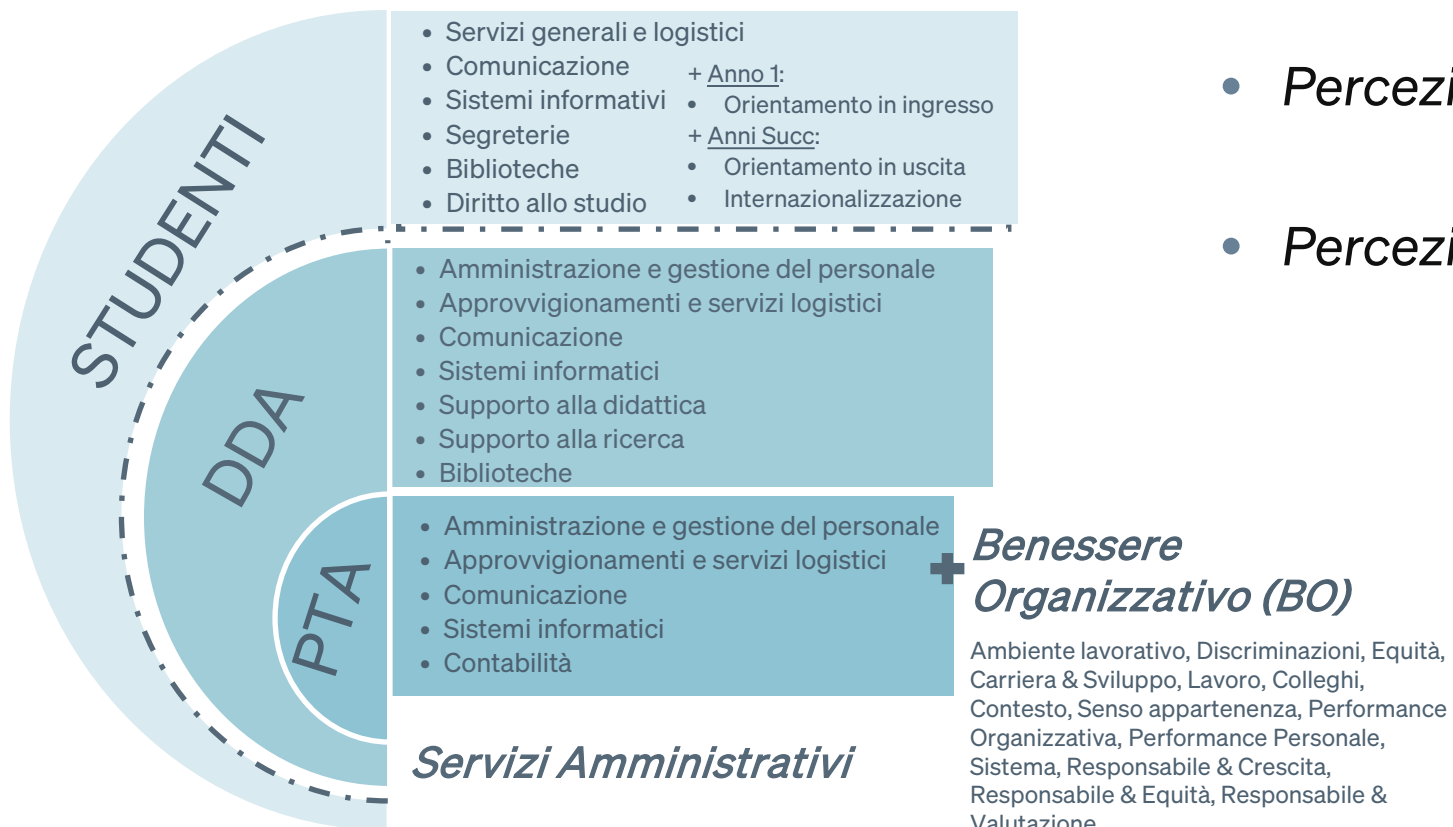 STUDENTI
• Servizi generali e logistici
• Comunicazione
• Sistemi informativi
• Segreterie
• Biblioteche
• Diritto allo studio
+ Anno 1:
• Orientamento in ingresso
+ Anni Succ:
• Orientamento in uscita
• Internazionalizzazione
DDA
• Amministrazione e gestione del personale
• Approvvigionamenti e servizi logistici
• Comunicazione
• Sistemi informatici
• Supporto alla didattica
• Supporto alla ricerca
• Biblioteche
PTA
• Amministrazione e gestione del personale
• Approvvigionamenti e servizi logistici
• Comunicazione
• Sistemi informatici
• Contabilità
Servizi Amministrativi
Benessere
Organizzativo (BO)
Ambiente lavorativo, Discriminazioni, Equità,
Carriera & Sviluppo, Lavoro, Colleghi,
Contesto, Senso appartenenza, Performance
Organizzativa, Performance Personale,
Sistema, Responsabile & Crescita,
Responsabile & Equità, Responsabile &
Valutazione
• Percezi
• Percezi